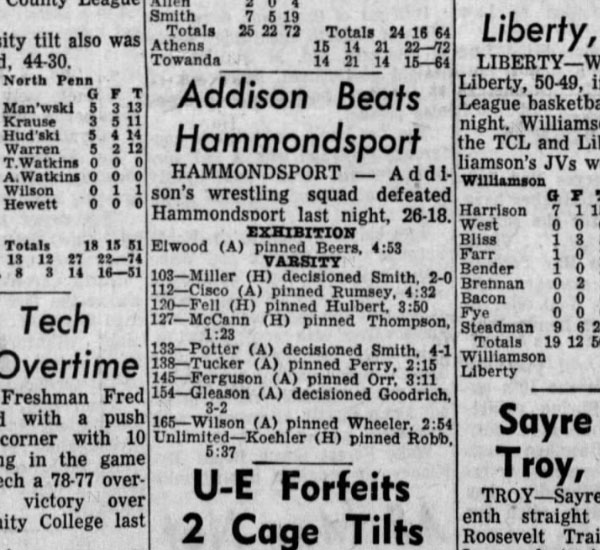 County League
sity tilt also was
d, 44-30.
North Penn
G F T
Man'wski 5 3 13
Krause 3 5 11
Hud'ski 5 4 14
Warren 5 2 12
T.Watkins 0 0 0
A.Watkins 0 0 0
Wilson 0 1 1
Hewett 0 0 0
Totals 18 15 51
13 12 27 22—74
8 3 14 16—51
Tech
Overtime
Freshman Fred
d with a push
corner with 10
ng in the game
ech a 78-77 over-
victory over
nity College last
Allen 2 0 4
Smith 7 5 19
Totals 25 22 72 Totals 24 16 64
Athens 15 14 21 22—72
Towanda 14 21 14 15—64
Addison Beats
Hammondsport
HAMMONDSPORT — Addi-
son's wrestling squad defeated
Hammondsport last night, 26-18.
EXHIBITION
Elwood (A) pinned Beers, 4:53
VARSITY
103—Miller (H) decisioned Smith, 2-0
112—Cisco (A) pinned Rumsey, 4:32
120—Fell (H) pinned Hulbert, 3:50
127—McCann (H) pinned Thompson,
1:23
133—Potter (A) decisioned Smith, 4-1
138—Tucker (A) pinned Perry, 2:15
145—Ferguson (A) pinned Orr, 3:11
154—Gleason (A) decisioned Goodrich,
3-2
165—Wilson (A) pinned Wheeler, 2:54
Unlimited—Koehler (H) pinned Robb,
5:37
U-E Forfeits
2 Cage Tilts
Liberty,
LIBERTY—W
Liberty, 50-49, i
League basketba
night. Williams
the TCL and Li
liamson's JVs w
Williamson
G F
Harrison 7 1 1
West 0 0
Bliss 1 3
Farr 1 0
Bender 1 0
Brennan 0 2
Bacon 0 0
Fye 0 0
Steadman 9 6 2
Totals 19 12 5
Williamson
Liberty
Sayre
Troy,
TROY—Sayre
enth straight
Roosevelt Trai